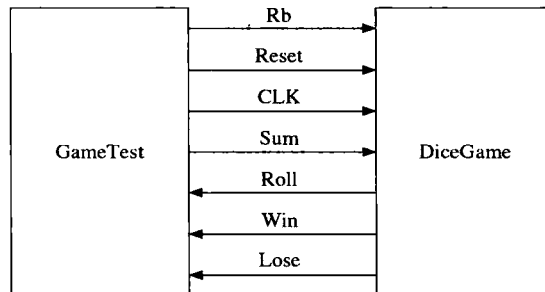 Rb
Reset
CLK
GameTest
Sum
DiceGame
Roll
Win
Lose